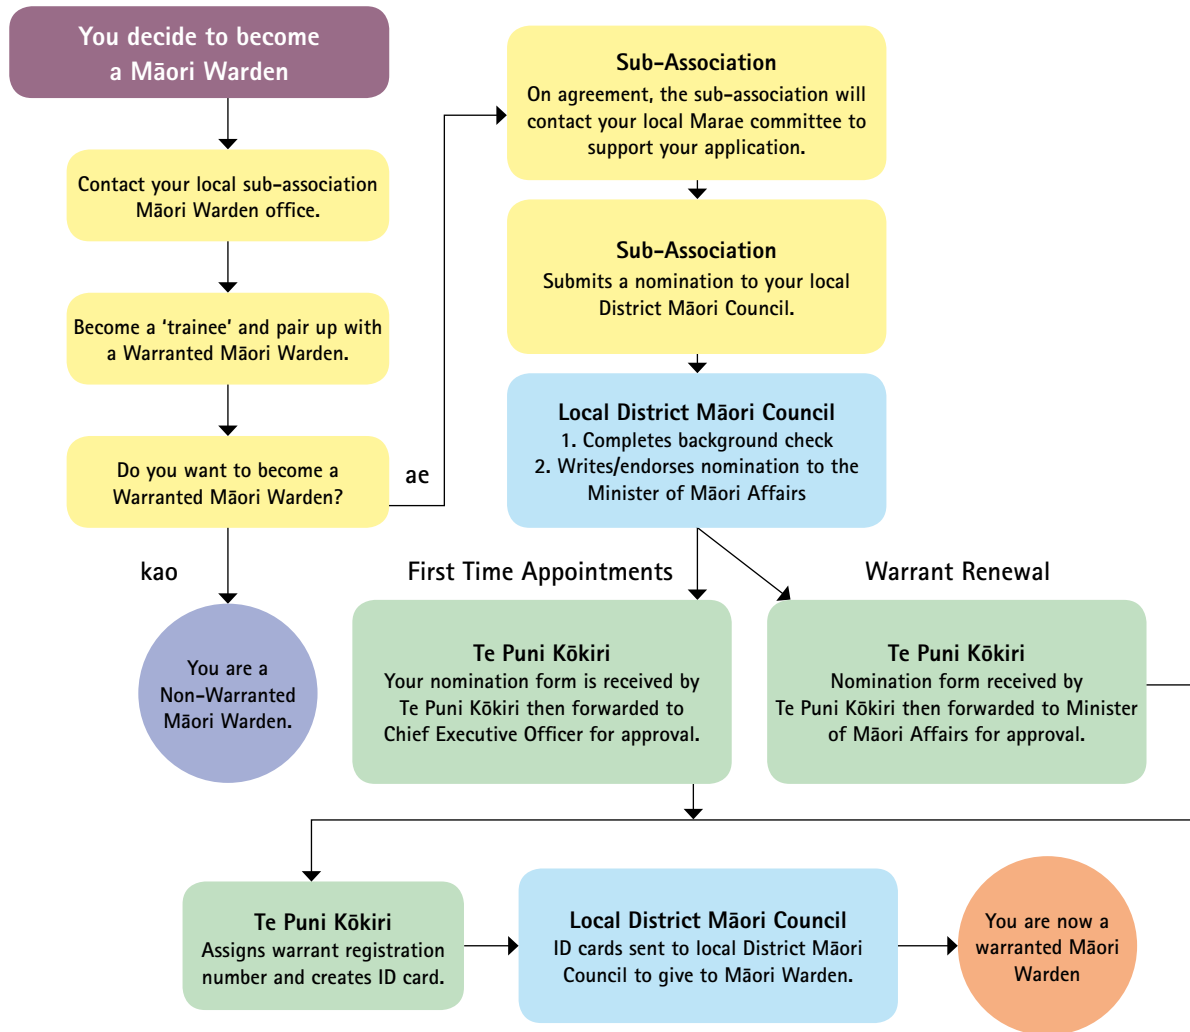 You decide to become
a Māori Warden
Contact your local sub-association
Māori Warden office.
Become a ‘trainee’ and pair up with
a Warranted Māori Warden.
Do you want to become a
Warranted Māori Warden?
ae
kao
You are a
Non-Warranted
Māori Warden.
Sub-Association
On agreement, the sub-association will
contact your local Marae committee to
support your application.
Sub-Association
Submits a nomination to your local
District Māori Council.
Local District Māori Council
1. Completes background check
2. Writes/endorses nomination to the
Minister of Māori Affairs
First Time Appointments
Warrant Renewal
Te Puni Kōkiri
Your nomination form is received by
Te Puni Kōkiri then forwarded to
Chief Executive Officer for approval.
Te Puni Kōkiri
Nomination form received by
Te Puni Kōkiri then forwarded to Minister
of Māori Affairs for approval.
Te Puni Kōkiri
Assigns warrant registration
number and creates ID card.
Local District Māori Council
ID cards sent to local District Māori
Council to give to Māori Warden.
You are now a
warranted Māori
Warden